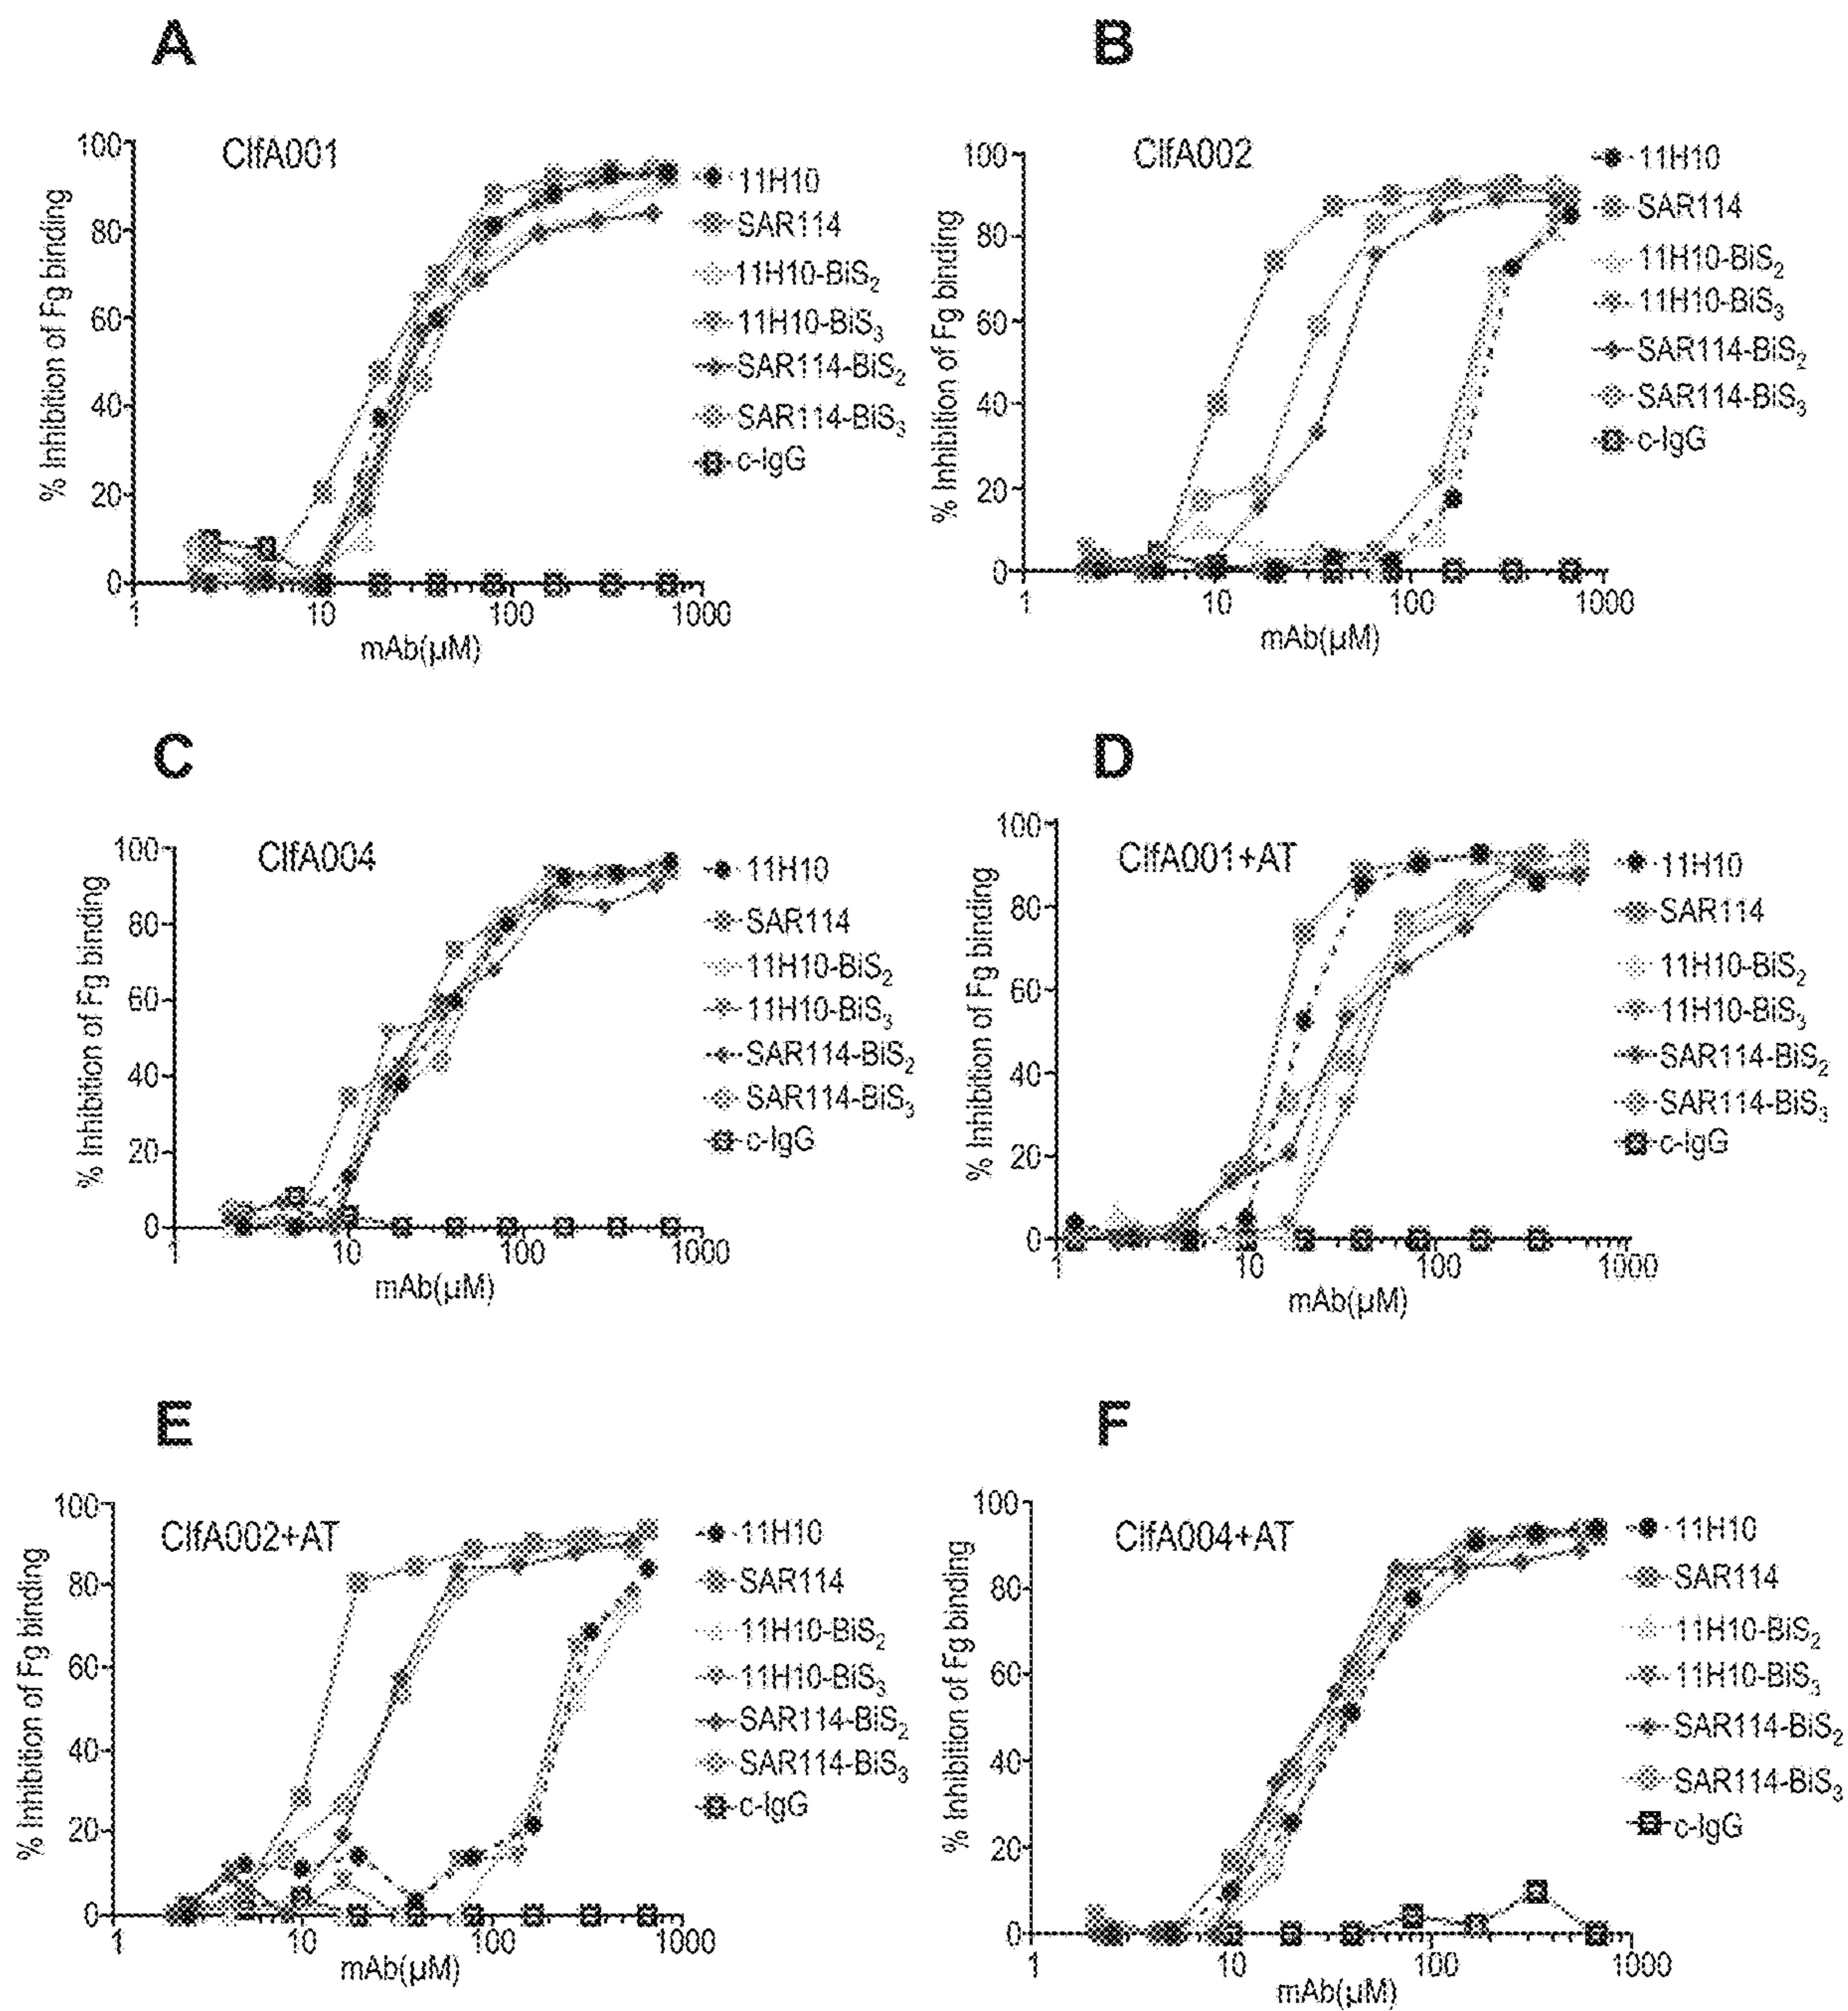 A
ClfA001
% Inhibition of Fg binding
100
80
60
40
20
0
1
10
100
1000
mAb(µM)
11H10
SAR114
11H10-BiS2
11H10-BiS3
SAR114-BiS2
SAR114-BiS3
c-IgG
B
ClfA002
% Inhibition of Fg binding
100
80
60
40
20
0
1
10
100
1000
mAb(µM)
11H10
SAR114
11H10-BiS2
11H10-BiS3
SAR114-BiS2
SAR114-BiS3
c-IgG
C
ClfA004
% Inhibition of Fg binding
100
80
60
40
20
0
1
10
100
1000
mAb(µM)
11H10
SAR114
11H10-BiS2
11H10-BiS3
SAR114-BiS2
SAR114-BiS3
c-IgG
D
ClfA001+AT
% Inhibition of Fg binding
100
80
60
40
20
0
1
10
100
1000
mAb(µM)
11H10
SAR114
11H10-BiS2
11H10-BiS3
SAR114-BiS2
SAR114-BiS3
c-IgG
E
ClfA002+AT
% Inhibition of Fg binding
100
80
60
40
20
0
1
10
100
1000
mAb(µM)
11H10
SAR114
11H10-BiS2
11H10-BiS3
SAR114-BiS2
SAR114-BiS3
c-IgG
F
ClfA004+AT
% Inhibition of Fg binding
100
80
60
40
20
0
1
10
100
1000
mAb(µM)
11H10
SAR114
11H10-BiS2
11H10-BiS3
SAR114-BiS2
SAR114-BiS3
c-IgG